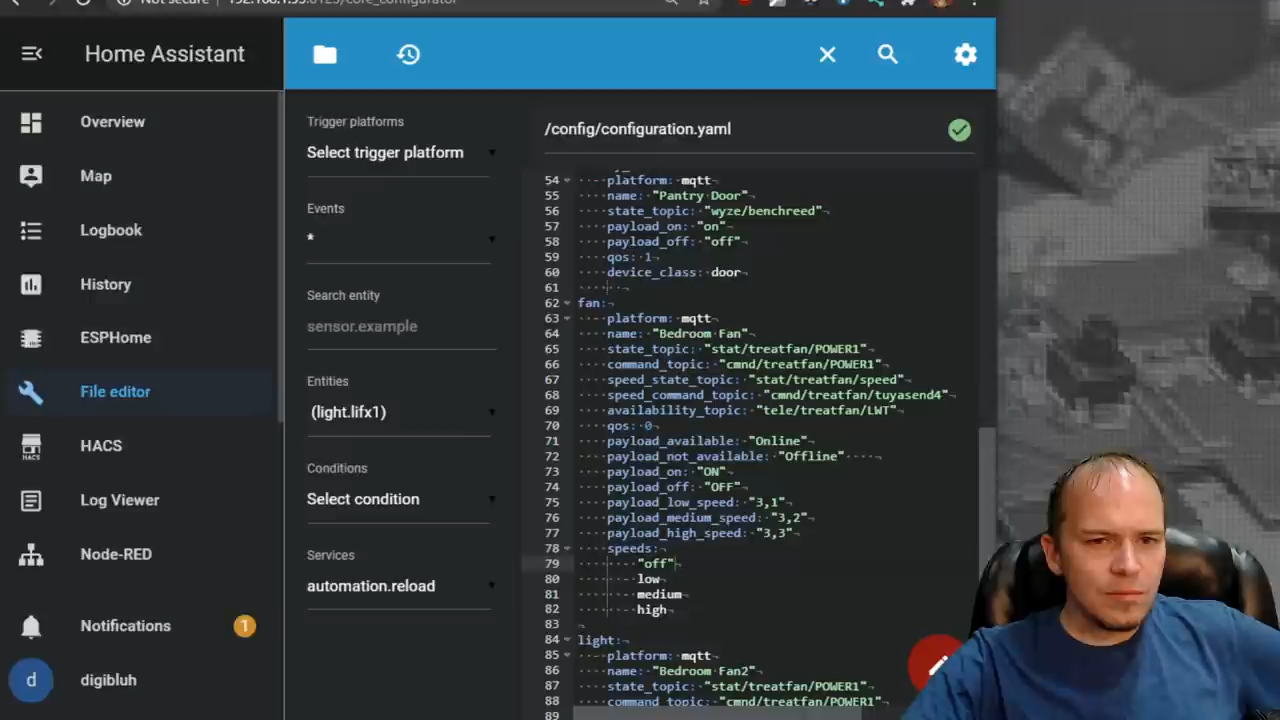 Not secure
Home Assistant
Overview
Map
Logbook
History
ESPHome
File editor
HACS
HACS
Log Viewer
Node-RED
Notifications 1
d digibluh
Trigger platforms
Select trigger platform
Events
*
Search entity
sensor.example
Entities
(light.lifx1)
Conditions
Select condition
Services
automation.reload
/config/configuration.yaml
54 platform: mqtt
55 name: "Pantry Door"
56 state_topic: "wyze/benchreed"
57 payload_on: "on"
58 payload_off: "off"
59 qos: 1
60 device_class: door
61
62 fan:
63 platform: mqtt
64 name: "Bedroom Fan"
65 state_topic: "stat/treatfan/POWER1"
66 command_topic: "cmnd/treatfan/POWER1"
67 speed_state_topic: "stat/treatfan/speed"
68 speed_command_topic: "cmnd/treatfan/tuyasend4"
69 availability_topic: "tele/treatfan/LWT"
70 qos: 0
71 payload_available: "Online"
72 payload_not_available: "Offline"
73 payload_on: "ON"
74 payload_off: "OFF"
75 payload_low_speed: "3,1"
76 payload_medium_speed: "3,2"
77 payload_high_speed: "3,3"
78 speeds:
79 "off"
80 low
81 medium
82 high
83
84 light:
85 platform: mqtt
86 name: "Bedroom Fan2"
87 state_topic: "stat/treatfan/POWER1"
88 command_topic: "cmnd/treatfan/POWER1"
89